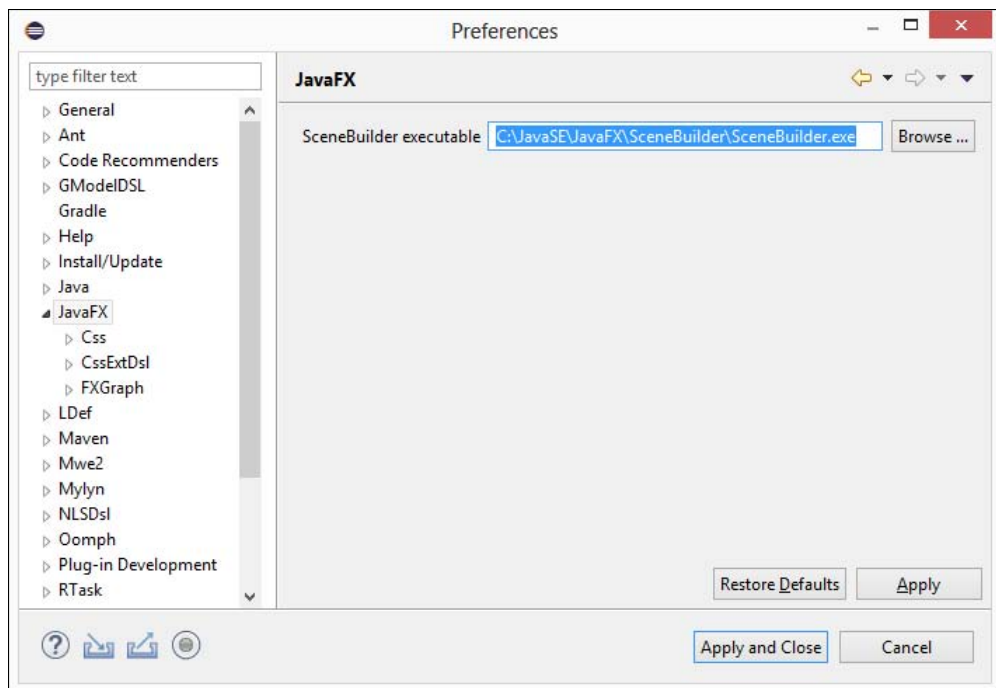 Preferences
type filter text
General
Ant
Code Recommenders
GModelDSL
Gradle
Help
Install/Update
Java
JavaFX
Css
CssExtDsl
FXGraph
LDef
Maven
Mwe2
Mylyn
NLSDsl
Oomph
Plug-in Development
RTask
JavaFX
SceneBuilder executable C:\JavaSE\JavaFX\SceneBuilder\SceneBuilder.exe Browse ...
Restore Defaults Apply
Apply and Close Cancel